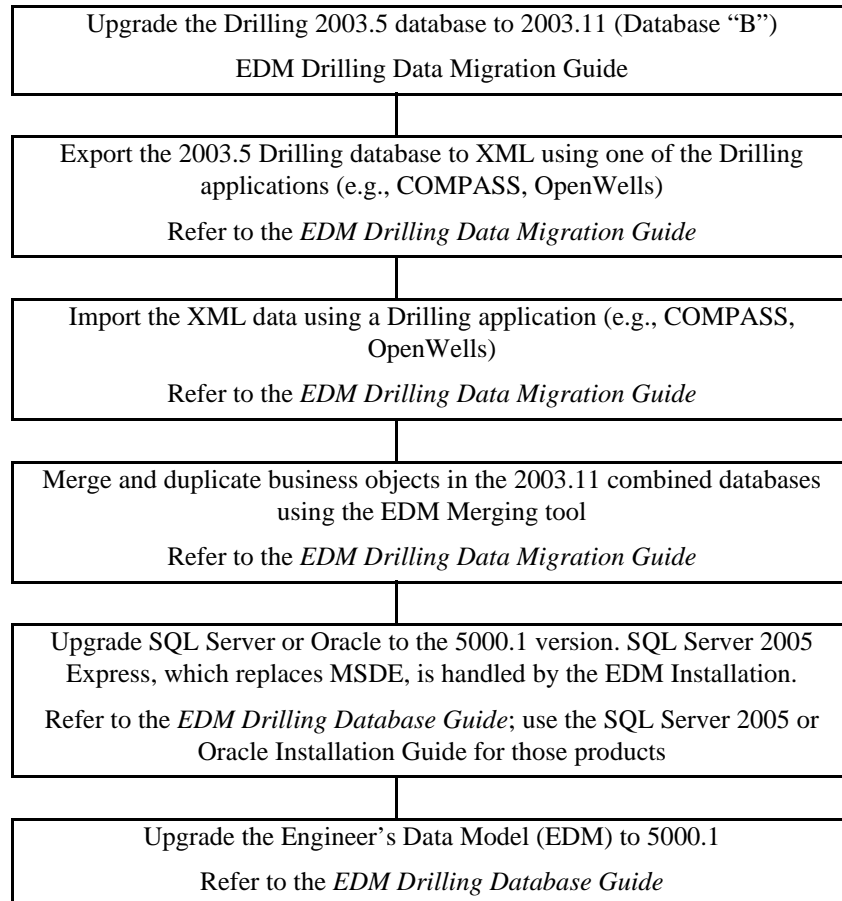 Upgrade the Drilling 2003.5 database to 2003.11 (Database “B”)
EDM Drilling Data Migration Guide
Export the 2003.5 Drilling database to XML using one of the Drilling
applications (e.g., COMPASS, OpenWells)
Refer to the EDM Drilling Data Migration Guide
Import the XML data using a Drilling application (e.g., COMPASS,
OpenWells)
Refer to the EDM Drilling Data Migration Guide
Merge and duplicate business objects in the 2003.11 combined databases
using the EDM Merging tool
Refer to the EDM Drilling Data Migration Guide
Upgrade SQL Server or Oracle to the 5000.1 version. SQL Server 2005
Express, which replaces MSDE, is handled by the EDM Installation.
Refer to the EDM Drilling Database Guide; use the SQL Server 2005 or
Oracle Installation Guide for those products
Upgrade the Engineer’s Data Model (EDM) to 5000.1
Refer to the EDM Drilling Database Guide